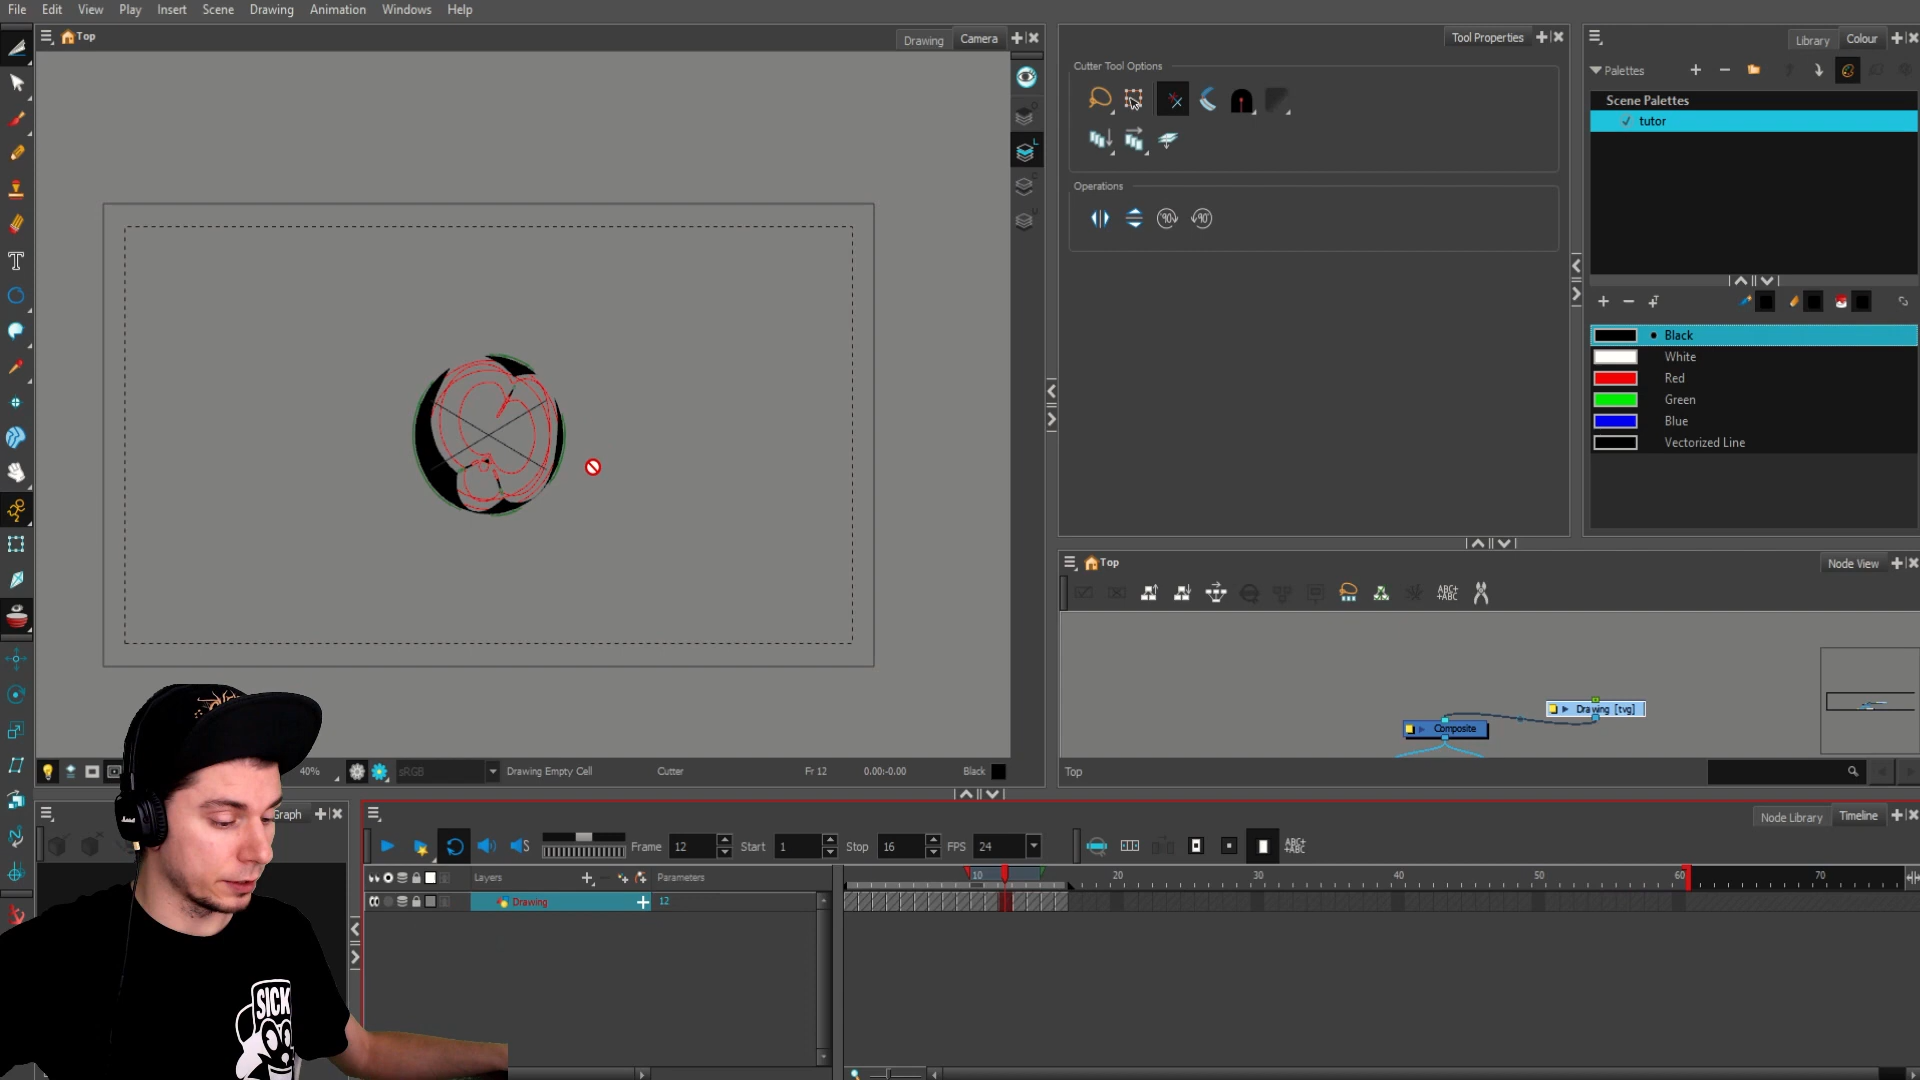 File Edit View Play Insert Scene Drawing Animation Windows Help
Top
Drawing Camera
Tool Properties
Library Colour
Cutter Tool Options
Operations
Palettes
Scene Palettes
tutor
Black
White
Red
Green
Blue
Vectorized Line
Top
Node View
ABC+
+ABC
Drawing [tvg]
Composite
Top
40% sRGB Drawing Empty Cell Cutter Fr 12 0.00:-0.00 Black
Graph
Node Library Timeline
Frame 12 Start 1 Stop 16 FPS 24
ABC+
+ABC
Layers Parameters
10 20 30 40 50 60 70
Drawing 12
SICK